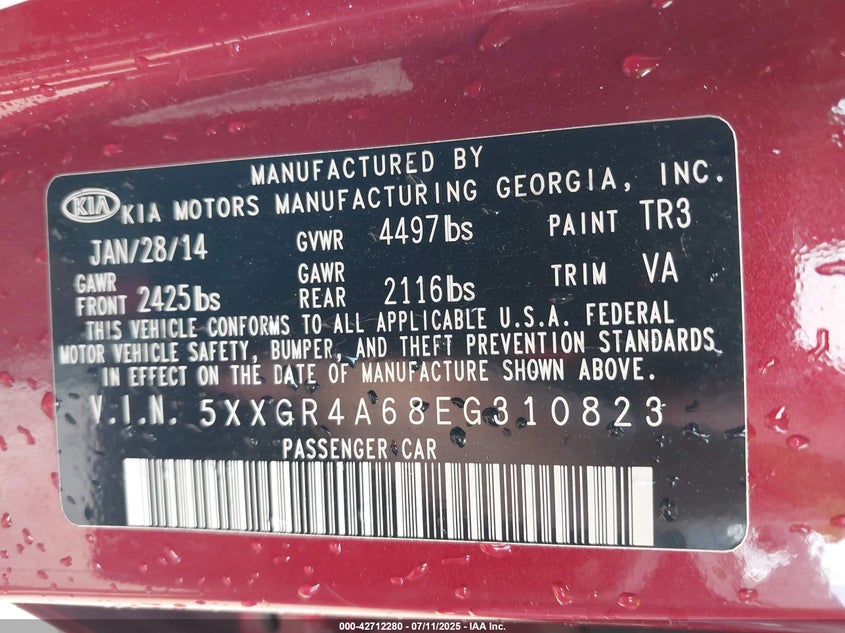 MANUFACTURED BY
KIA KIA MOTORS MANUFACTURING GEORGIA, INC.
JAN/28/14 GVWR 4497lbs PAINT TR3
GAWR FRONT 2425lbs GAWR REAR 2116lbs TRIM VA
THIS VEHICLE CONFORMS TO ALL APPLICABLE U.S.A. FEDERAL
MOTOR VEHICLE SAFETY, BUMPER, AND THEFT PREVENTION STANDARDS
IN EFFECT ON THE DATE OF MANUFACTURE SHOWN ABOVE.
V.I.N. 5XXGR4A68EG310823
PASSENGER CAR
000-42712280 - 07/11/2025 - IAA Inc.